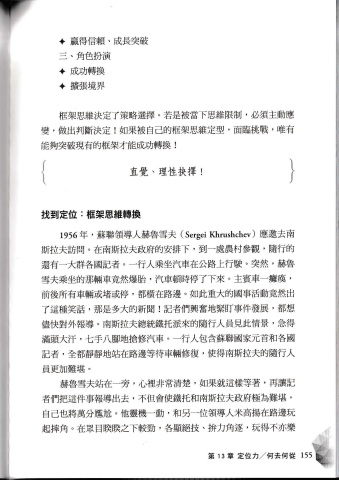 ✦ 贏得信賴、成長突破
三、角色扮演
✦ 成功轉換
✦ 擴張境界
框架思維決定了策略選擇,若是被當下思維限制,必須主動應
變,做出判斷決定!如果被自己的框架思維定型,面臨挑戰,唯有
能夠突破現有的框架才能成功轉換!
{ 直覺、理性抉擇! }
找到定位:框架思維轉換
1956 年,蘇聯領導人赫魯雪夫(Sergei Khrushchev)應邀去南
斯拉夫訪問。在南斯拉夫政府的安排下,到一處農村參觀,隨行的
還有一大群各國記者。一行人乘坐汽車在公路上行駛。突然,赫魯
雪夫乘坐的那輛車竟然爆胎,汽車頓時停了下來。主賓車一癱瘓,
前後所有車輛或堵或停,都橫在路邊。如此重大的國事活動竟然出
了這種笑話,那是多大的新聞!記者們興奮地緊盯事件發展,都想
儘快對外報導。南斯拉夫總統鐵托派來的隨行人員見此情景,急得
滿頭大汗,七手八腳地搶修汽車。一行人包含蘇聯國家元首和各國
記者,全都靜靜地站在路邊等待車輛修復,使得南斯拉夫的隨行人
員更加難堪。
赫魯雪夫站在一旁,心裡非常清楚,如果就這樣等著,再讓記
者們把這件事報導出去,不但會使鐵托和南斯拉夫政府極為難堪,
自己也將萬分尷尬。他靈機一動,和另一位領導人米高揚在路邊玩
起摔角。在眾目睽睽之下較勁,各顯絕技、拚力角逐,玩得不亦樂
第 13 章 定位力/何去何從 155